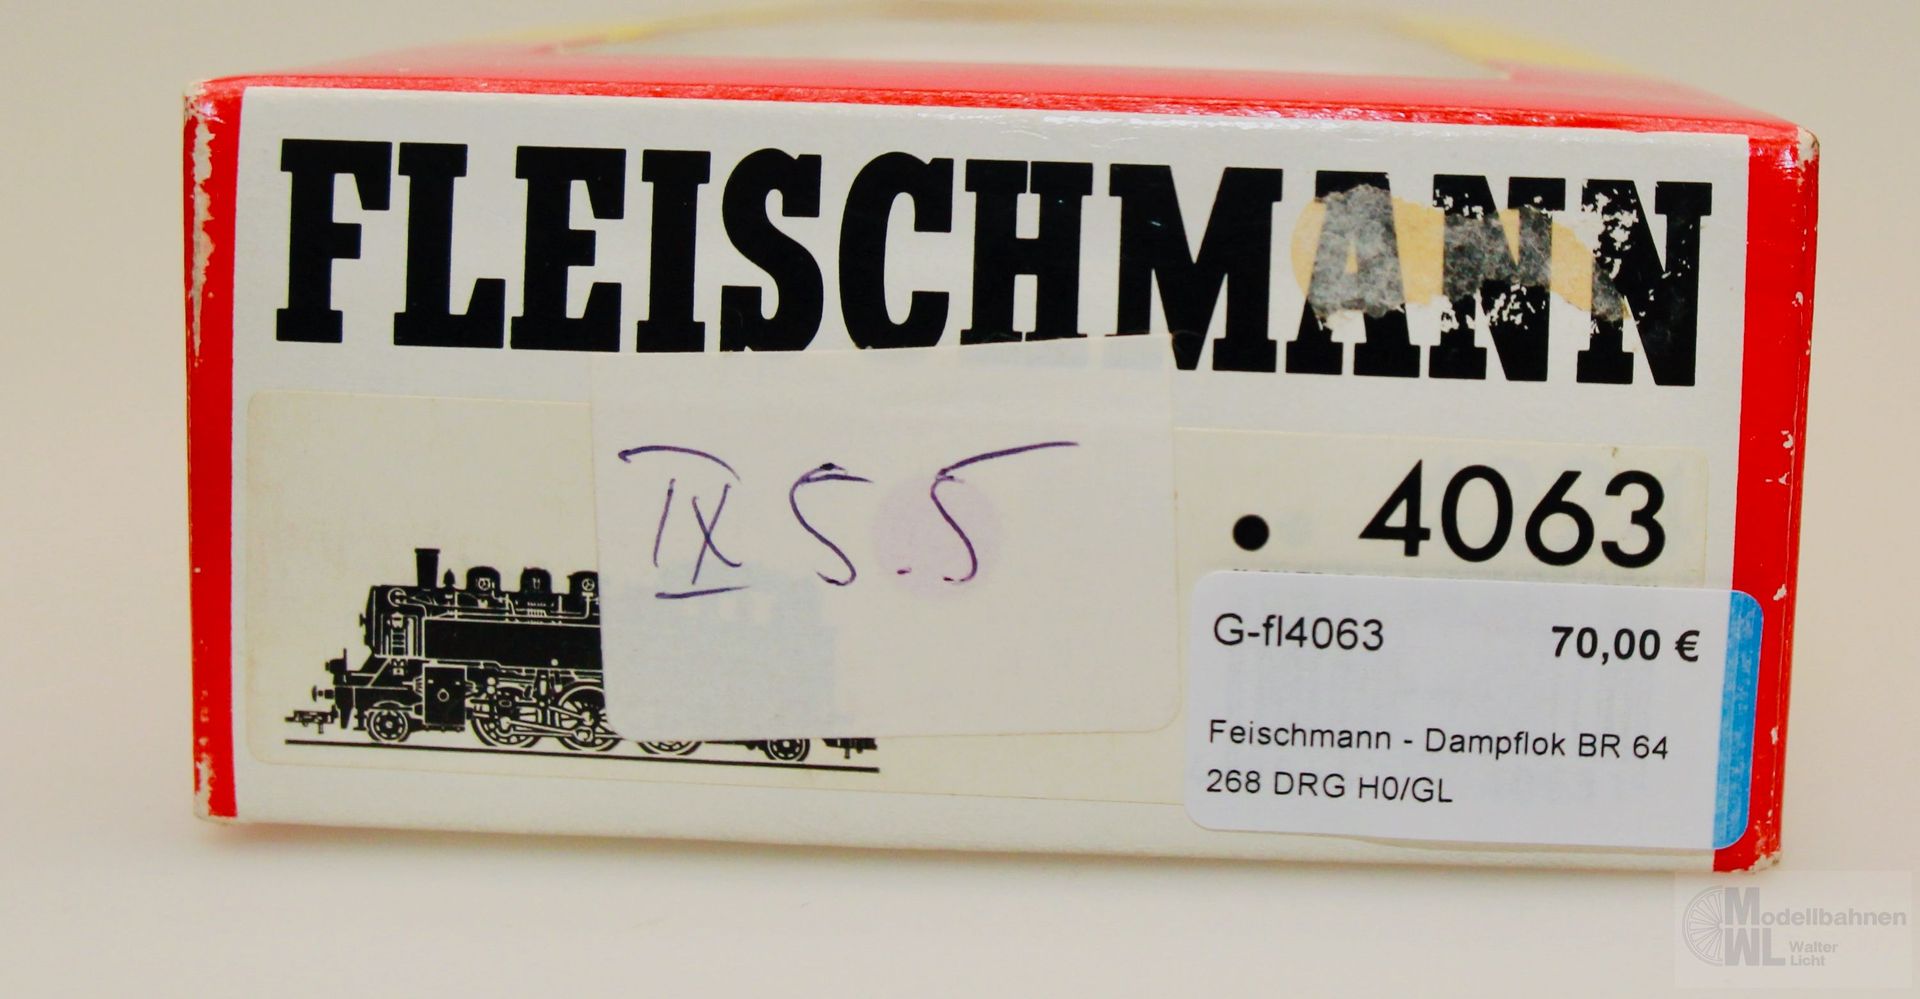 FLEISCHMANN
IX 5.5
• 4063
G-fl4063 70,00 €
Feischmann - Dampflok BR 64
268 DRG H0/GL
Modellbahnen
WL Walter
Licht